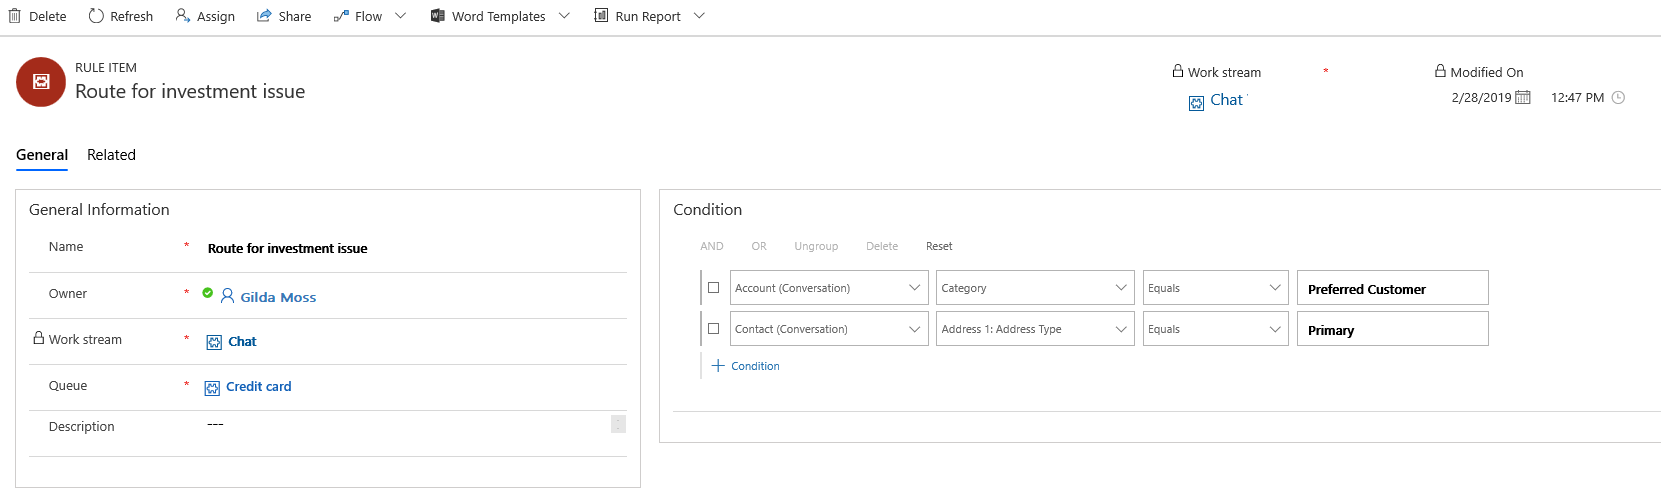 Delete Refresh Assign Share Flow Word Templates Run Report
RULE ITEM
Route for investment issue
Work stream *
Chat
Modified On
2/28/2019 12:47 PM
General Related
General Information
Name * Route for investment issue
Owner * Gilda Moss
Work stream * Chat
Queue * Credit card
Description ---
Condition
AND OR Ungroup Delete Reset
Account (Conversation) Category Equals Preferred Customer
Contact (Conversation) Address 1: Address Type Equals Primary
+ Condition